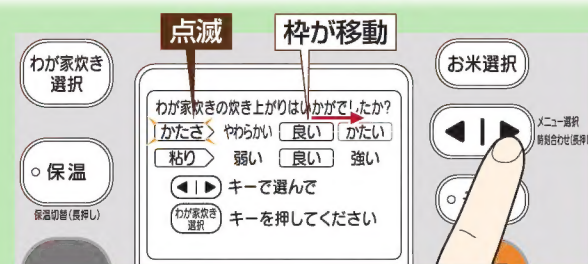 点滅
枠が移動
わが家炊き
選択
お米選択
わが家炊きの炊き上がりはいかがでしたか?
かたさ やわらかい 良い かたい
粘り 弱い 良い 強い
◀|▶ キーで選んで
わが家炊き
選択
キーを押してください
保温
保温切替(長押し)
◀|▶
メニュー選択
時刻合わせ(長押し